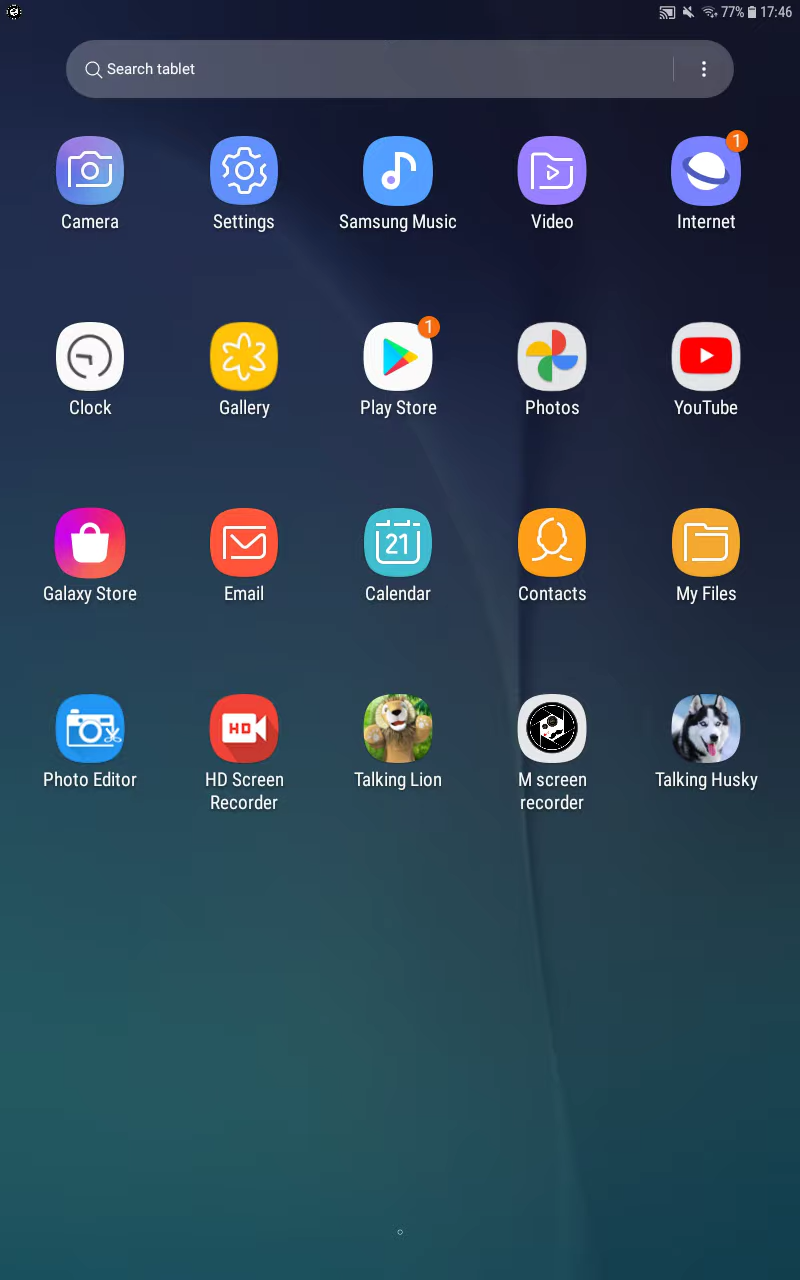 77% 17:46
Search tablet
1
Camera Settings Samsung Music Video Internet
1
Clock Gallery Play Store Photos YouTube
21
Galaxy Store Email Calendar Contacts My Files
HD
Photo Editor HD Screen Recorder Talking Lion M screen recorder Talking Husky